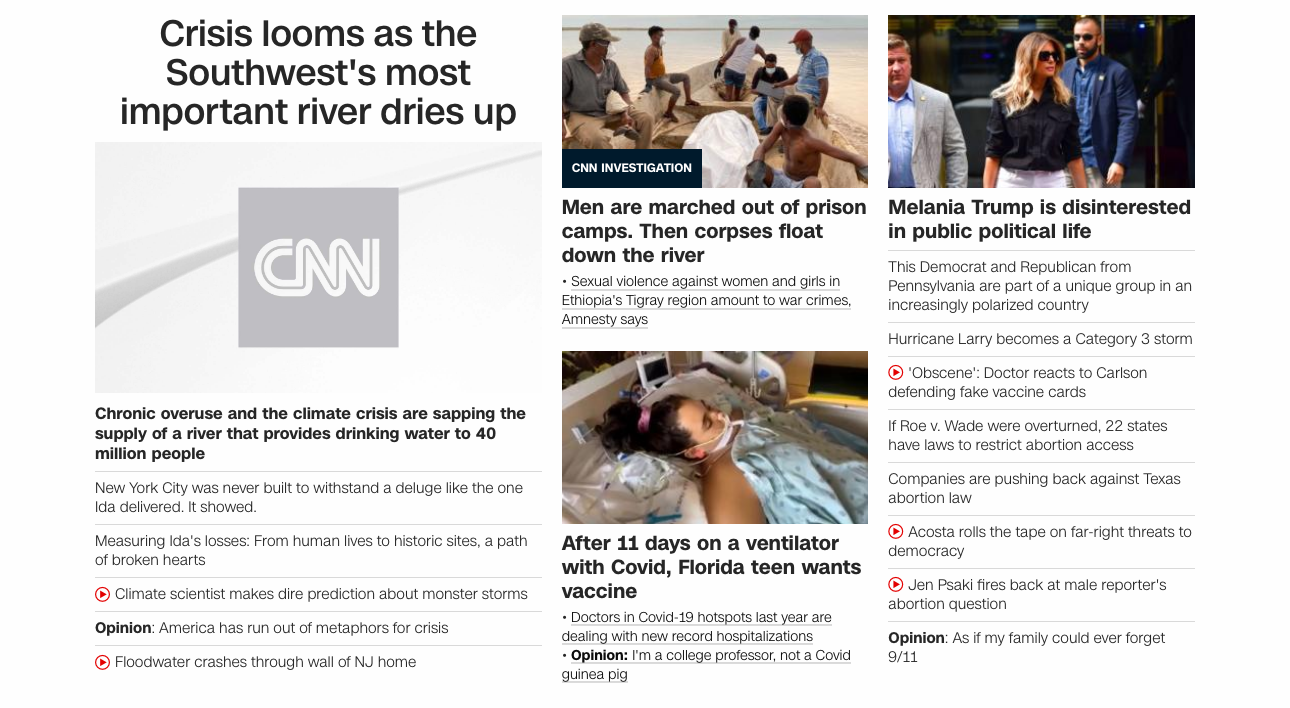 Crisis looms as the
Southwest's most
important river dries up
CNN
Chronic overuse and the climate crisis are sapping the
supply of a river that provides drinking water to 40
million people
New York City was never built to withstand a deluge like the one
Ida delivered. It showed.
Measuring Ida's losses: From human lives to historic sites, a path
of broken hearts
Climate scientist makes dire prediction about monster storms
Opinion: America has run out of metaphors for crisis
Floodwater crashes through wall of NJ home
CNN INVESTIGATION
Men are marched out of prison
camps. Then corpses float
down the river
• Sexual violence against women and girls in
Ethiopia's Tigray region amount to war crimes,
Amnesty says
After 11 days on a ventilator
with Covid, Florida teen wants
vaccine
• Doctors in Covid-19 hotspots last year are
dealing with new record hospitalizations
• Opinion: I'm a college professor, not a Covid
guinea pig
Melania Trump is disinterested
in public political life
This Democrat and Republican from
Pennsylvania are part of a unique group in an
increasingly polarized country
Hurricane Larry becomes a Category 3 storm
'Obscene': Doctor reacts to Carlson
defending fake vaccine cards
If Roe v. Wade were overturned, 22 states
have laws to restrict abortion access
Companies are pushing back against Texas
abortion law
Acosta rolls the tape on far-right threats to
democracy
Jen Psaki fires back at male reporter's
abortion question
Opinion: As if my family could ever forget
9/11